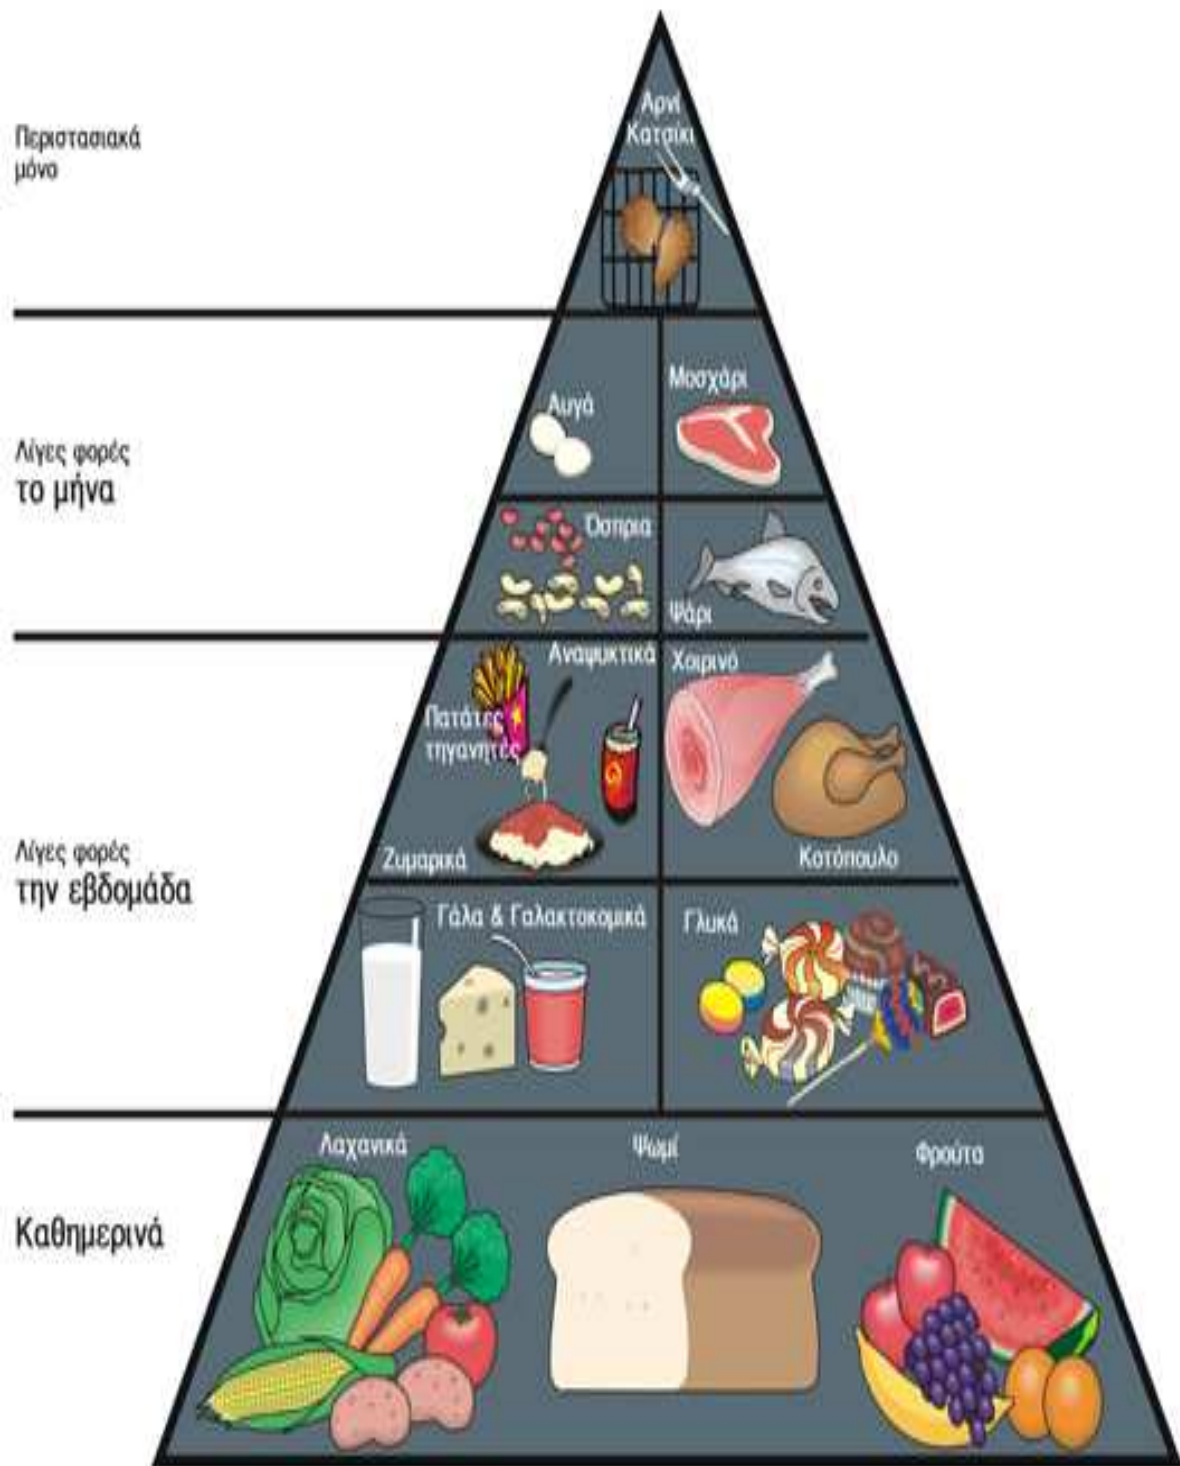 Περιστασιακά
μόνο
Αρνί
Κατσίκι
Λίγες φορές
το μήνα
Αυγά
Μοσχάρι
Όσπρια
Ψάρι
Λίγες φορές
την εβδομάδα
Αναψυκτικά
Χοιρινό
Πατάτες
τηγανητές
Ζυμαρικά
Κοτόπουλο
Γάλα & Γαλακτοκομικά
Γλυκά
Καθημερινά
Λαχανικά
Ψωμί
Φρούτα